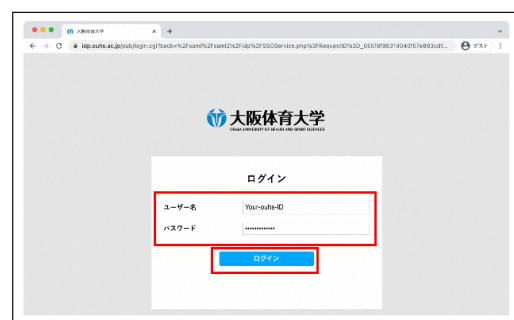 大阪体育大学
idp.ouhs.ac.jp/pub/login.cgi?back=%2Fsaml%2Fsaml2%2Fidp%2FSSOService.php%3FRequestID%3D_ ゲスト
大阪体育大学
OSAKA UNIVERSITY OF HEALTH AND SPORT SCIENCES
ログイン
ユーザー名 Your-ouhs-ID
パスワード
ログイン